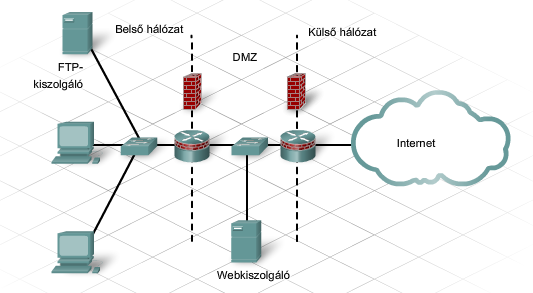 Belső hálózat
Külső hálózat
DMZ
FTP-
kiszolgáló
Internet
Webkiszolgáló